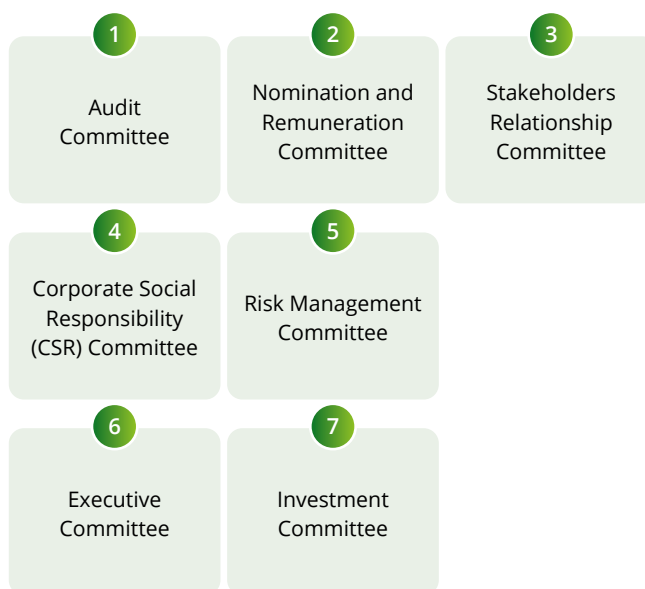 1
Audit
Committee
2
Nomination and
Remuneration
Committee
3
Stakeholders
Relationship
Committee
4
Corporate Social
Responsibility
(CSR) Committee
5
Risk Management
Committee
6
Executive
Committee
7
Investment
Committee